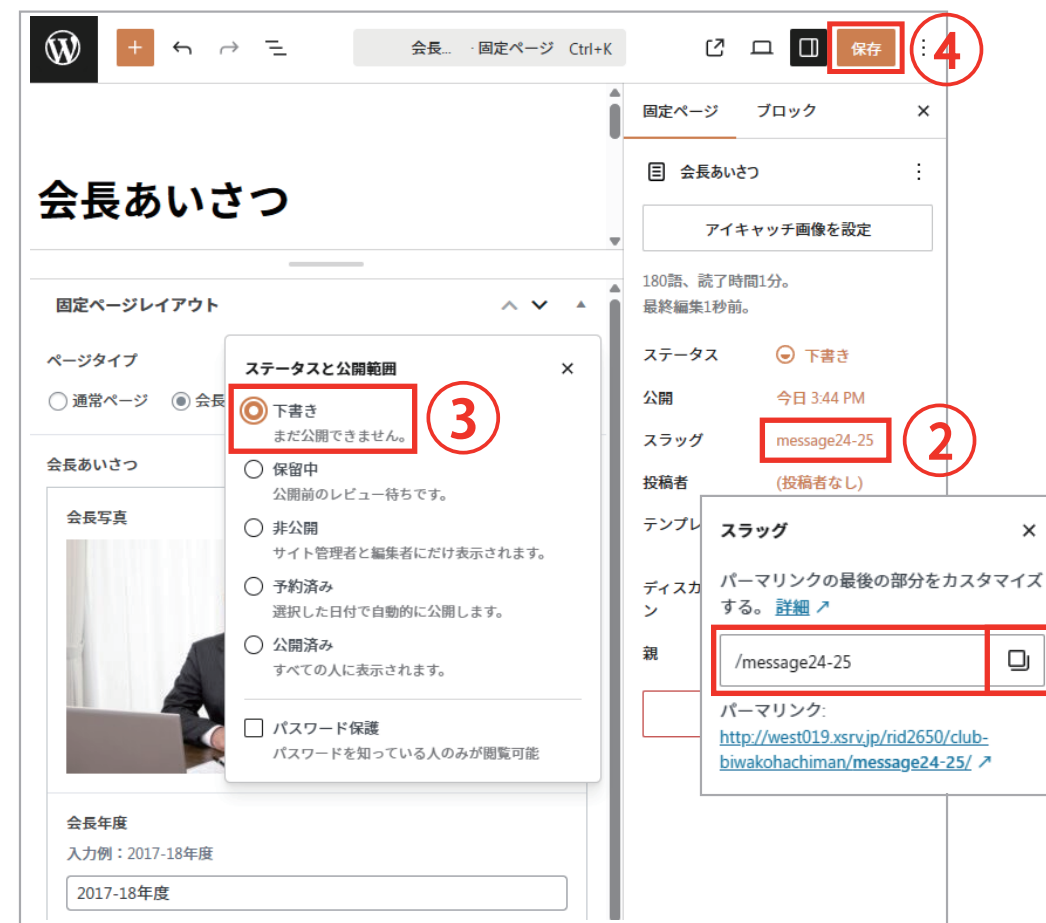 会長... · 固定ページ Ctrl+K
保存
④
固定ページ ブロック
会長あいさつ
会長あいさつ
アイキャッチ画像を設定
180語、読了時間1分。
最終編集1秒前。
ステータス 下書き
公開 今日 3:44 PM
スラッグ message24-25
②
投稿者 (投稿者なし)
テンプレ
ディスカ
ン
親
固定ページレイアウト
ページタイプ
通常ページ 会長
会長あいさつ
会長写真
ステータスと公開範囲
下書き
まだ公開できません。
③
保留中
公開前のレビュー待ちです。
非公開
サイト管理者と編集者にだけ表示されます。
予約済み
選択した日付で自動的に公開します。
公開済み
すべての人に表示されます。
パスワード保護
パスワードを知っている人のみが閲覧可能
スラッグ
パーマリンクの最後の部分をカスタマイズ
する。 詳細 ↗
/message24-25
パーマリンク:
http://west019.xsrv.jp/rid2650/club-
biwakohachiman/message24-25/ ↗
会長年度
入力例：2017-18年度
2017-18年度